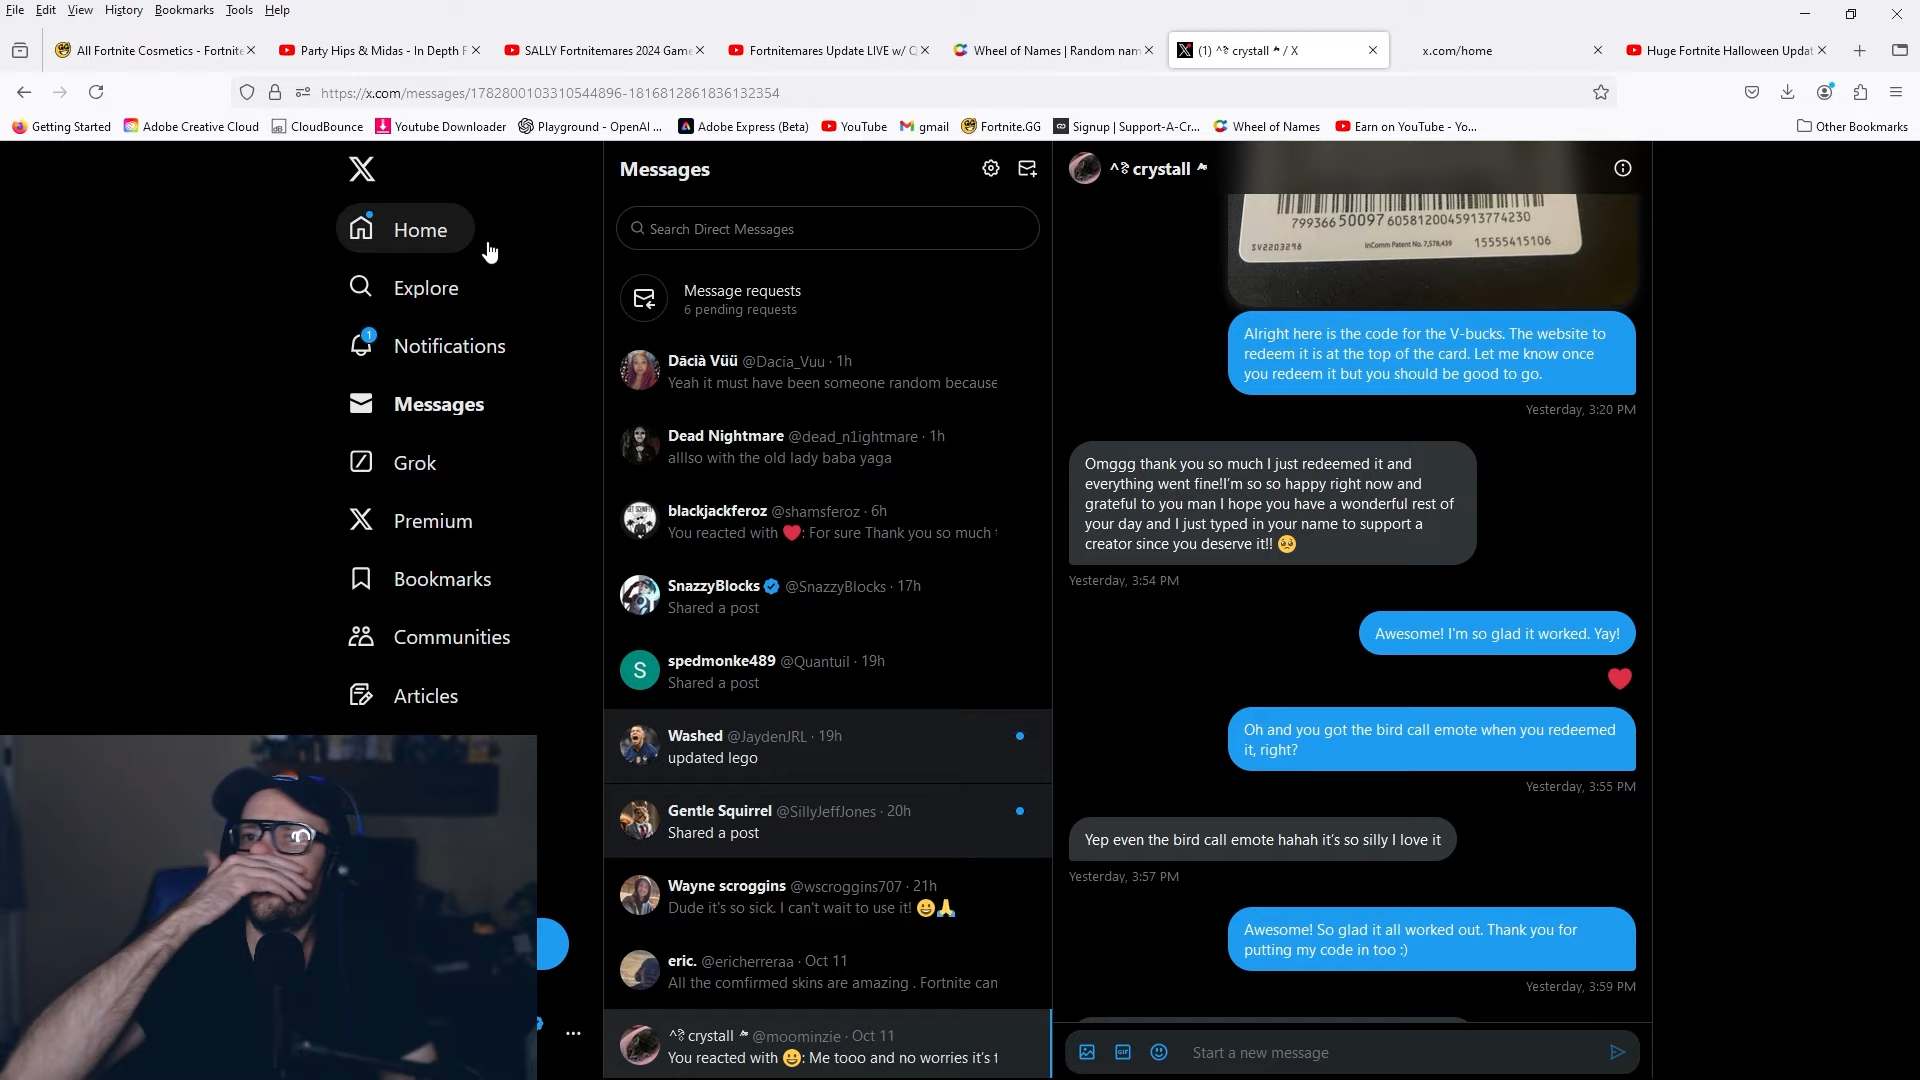 File Edit View History Bookmarks Tools Help
All Fortnite Cosmetics - Fortnite
Party Hips & Midas - In Depth F
SALLY Fortnitemares 2024 Game
Fortnitemares Update LIVE w/ C
Wheel of Names | Random nam
(1) ^ crystall / X
x.com/home
Huge Fortnite Halloween Updat
https://x.com/messages/1782800103310544896-1816812861836132354
Getting Started Adobe Creative Cloud CloudBounce Youtube Downloader Playground - OpenAI ... Adobe Express (Beta) YouTube gmail Fortnite.GG Signup | Support-A-Cr... Wheel of Names Earn on YouTube - Yo... Other Bookmarks
Home
Explore
1
Notifications
Messages
Grok
Premium
Bookmarks
Communities
Articles
Messages
Search Direct Messages
Message requests
6 pending requests
Dācià Vüü @Dacia_Vuu · 1h
Yeah it must have been someone random because
Dead Nightmare @dead_n1ightmare · 1h
alllso with the old lady baba yaga
blackjackferoz @shamsferoz · 6h
You reacted with ❤️: For sure Thank you so much
SnazzyBlocks @SnazzyBlocks · 17h
Shared a post
S
spedmonke489 @Quantuil · 19h
Shared a post
Washed @JaydenJRL · 19h
updated lego
Gentle Squirrel @SillyJeffJones · 20h
Shared a post
Wayne scroggins @wscroggins707 · 21h
Dude it's so sick. I can't wait to use it! 😀🙏
eric. @ericherreraa · Oct 11
All the comfirmed skins are amazing . Fortnite can
^ crystall @moominzie · Oct 11
You reacted with 😀: Me tooo and no worries it's t
^ crystall
799366 50097 6058120045913774230
SV2203298 InComm Patent No. 7,578,439 15555415106
Alright here is the code for the V-bucks. The website to
redeem it is at the top of the card. Let me know once
you redeem it but you should be good to go.
Yesterday, 3:20 PM
Omggg thank you so much I just redeemed it and
everything went fine!I'm so so happy right now and
grateful to you man I hope you have a wonderful rest of
your day and I just typed in your name to support a
creator since you deserve it!! 🥺
Yesterday, 3:54 PM
Awesome! I'm so glad it worked. Yay!
❤️
Oh and you got the bird call emote when you redeemed
it, right?
Yesterday, 3:55 PM
Yep even the bird call emote hahah it's so silly I love it
Yesterday, 3:57 PM
Awesome! So glad it all worked out. Thank you for
putting my code in too :)
Yesterday, 3:59 PM
GIF
Start a new message